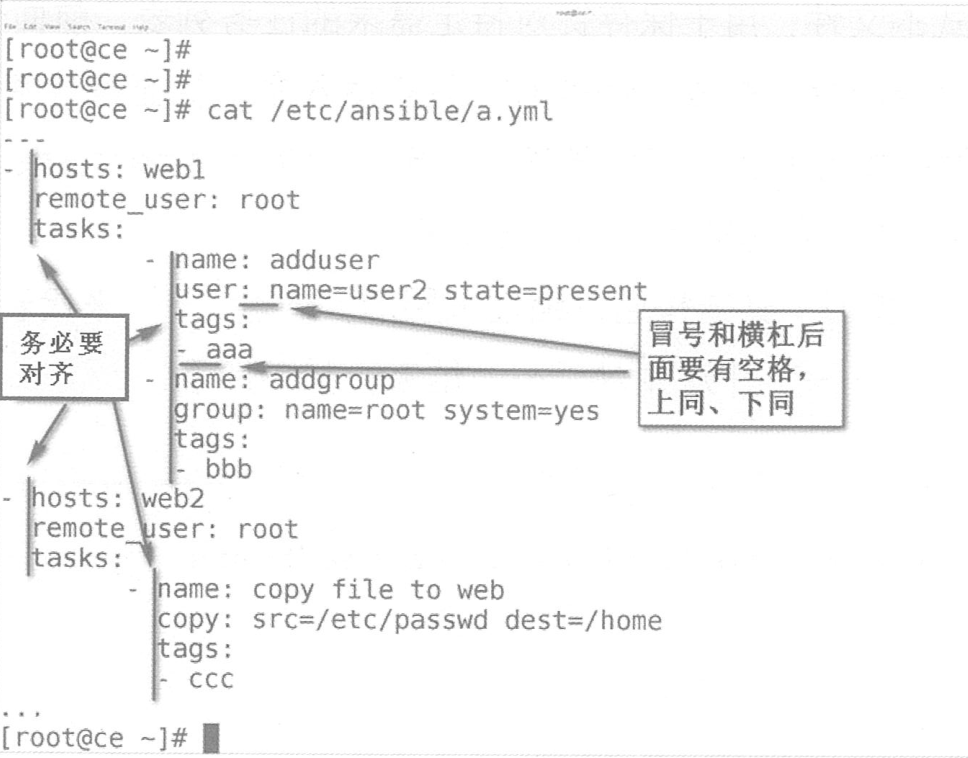 File Edit View Search Terminal Help
[root@ce ~]#
[root@ce ~]#
[root@ce ~]# cat /etc/ansible/a.yml
---
- hosts: web1
  remote_user: root
  tasks:
         - name: adduser
           user: name=user2 state=present
           tags:
           - aaa
         - name: addgroup
           group: name=root system=yes
           tags:
           - bbb
- hosts: web2
  remote_user: root
  tasks:
        - name: copy file to web
          copy: src=/etc/passwd dest=/home
          tags:
          - ccc
...
[root@ce ~]#
务必要
对齐
冒号和横杠后
面要有空格，
上同、下同